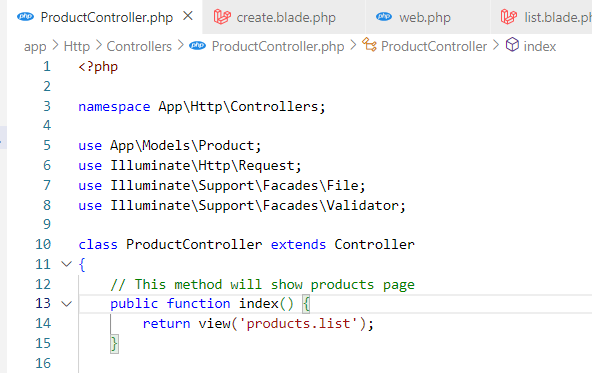 ProductController.php × create.blade.php php web.php list.blade.ph
app > Http > Controllers > php ProductController.php > ProductController > index
1 <?php
2
3 namespace App\Http\Controllers;
4
5 use App\Models\Product;
6 use Illuminate\Http\Request;
7 use Illuminate\Support\Facades\File;
8 use Illuminate\Support\Facades\Validator;
9
10 class ProductController extends Controller
11 {
12 // This method will show products page
13 public function index() {
14 return view('products.list');
15 }
16